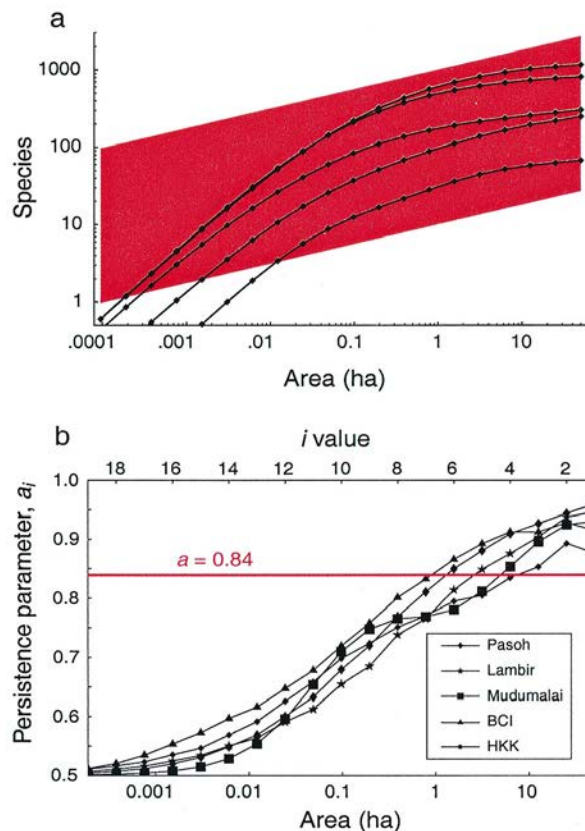 a
1000
100
10
1
Species
.0001
.001
.01
0.1
1
10
Area (ha)
b
i value
18
16
14
12
10
8
6
4
2
1.0
0.9
0.8
0.7
0.6
0.5
Persistence parameter, ai
a = 0.84
Pasoh
Lambir
Mudumalai
BCI
HKK
0.001
0.01
0.1
1
10
Area (ha)